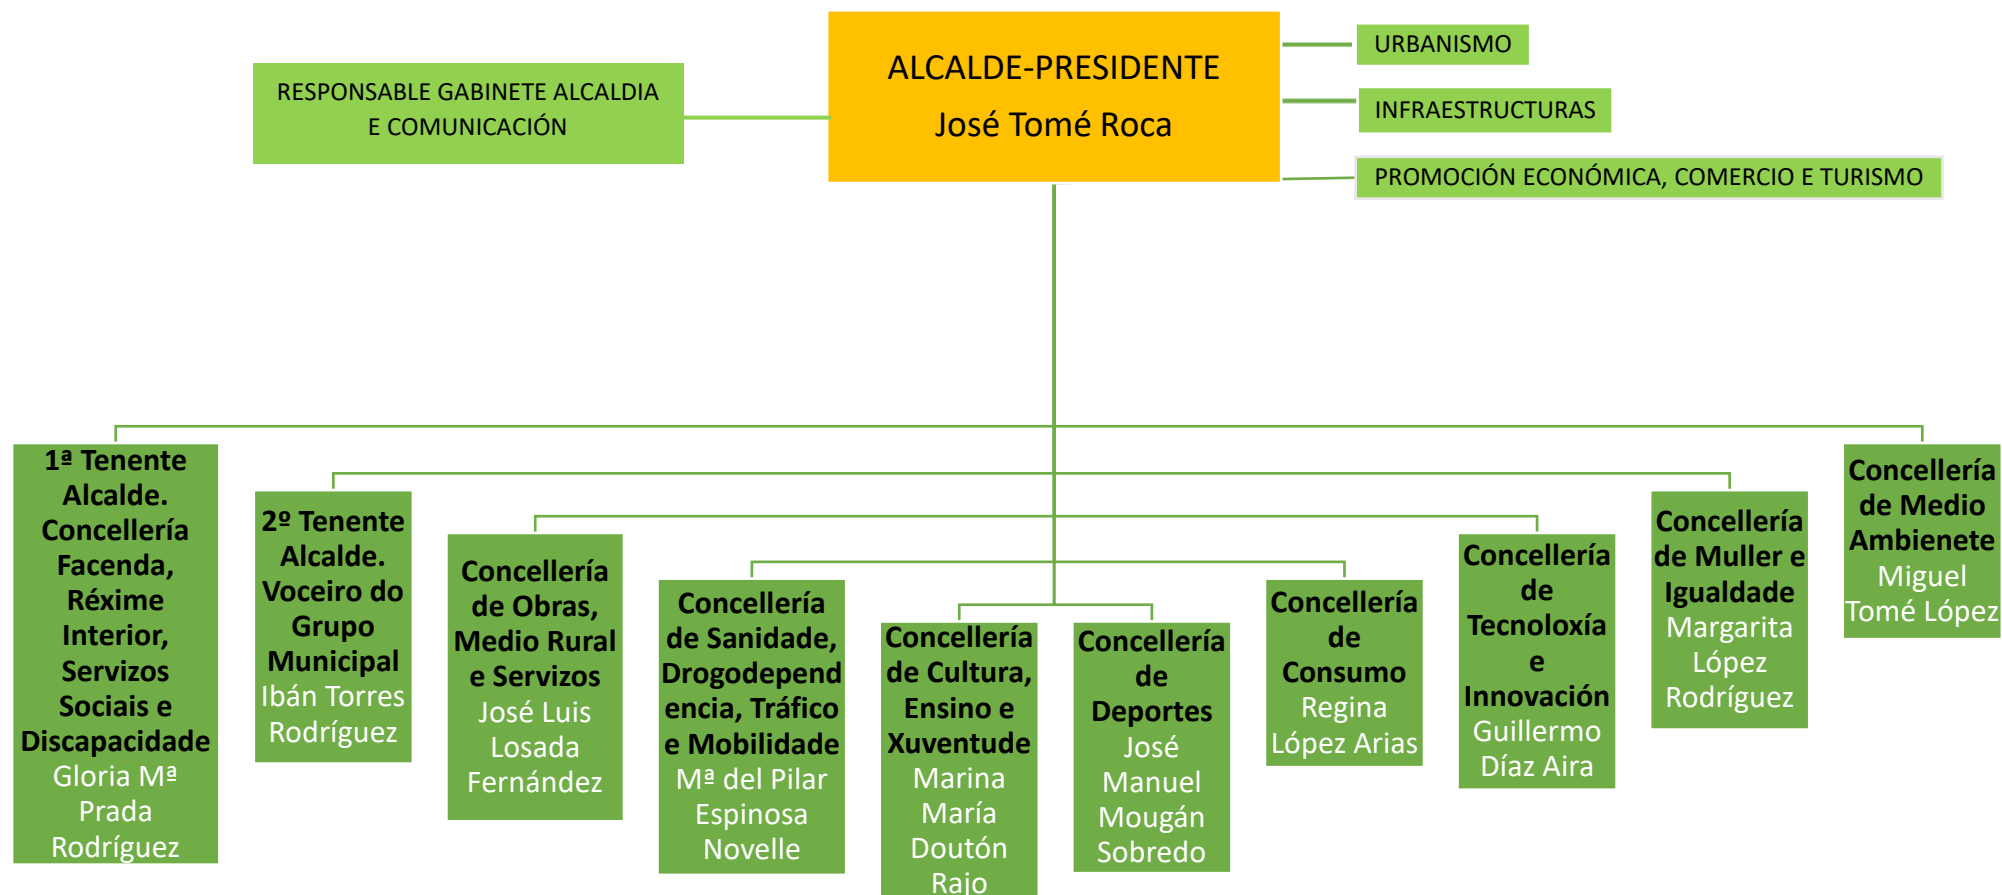 ALCALDE-PRESIDENTE
José Tomé Roca
RESPONSABLE GABINETE ALCALDIA
E COMUNICACIÓN
URBANISMO
INFRAESTRUCTURAS
PROMOCIÓN ECONÓMICA, COMERCIO E TURISMO
1ª Tenente
Alcalde.
Concellería
Facenda,
Réxime
Interior,
Servizos
Sociais e
Discapacidade
Gloria Mª
Prada
Rodríguez
2º Tenente
Alcalde.
Voceiro do
Grupo
Municipal
Ibán Torres
Rodríguez
Concellería
de Obras,
Medio Rural
e Servizos
José Luis
Losada
Fernández
Concellería
de Sanidade,
Drogodepend
encia, Tráfico
e Mobilidade
Mª del Pilar
Espinosa
Novelle
Concellería
de Cultura,
Ensino e
Xuventude
Marina
María
Doutón
Rajo
Concellería
de
Deportes
José
Manuel
Mougán
Sobredo
Concellería
de
Consumo
Regina
López Arias
Concellería
de
Tecnoloxía
e
Innovación
Guillermo
Díaz Aira
Concellería
de Muller e
Igualdade
Margarita
López
Rodríguez
Concellería
de Medio
Ambienete
Miguel
Tomé López